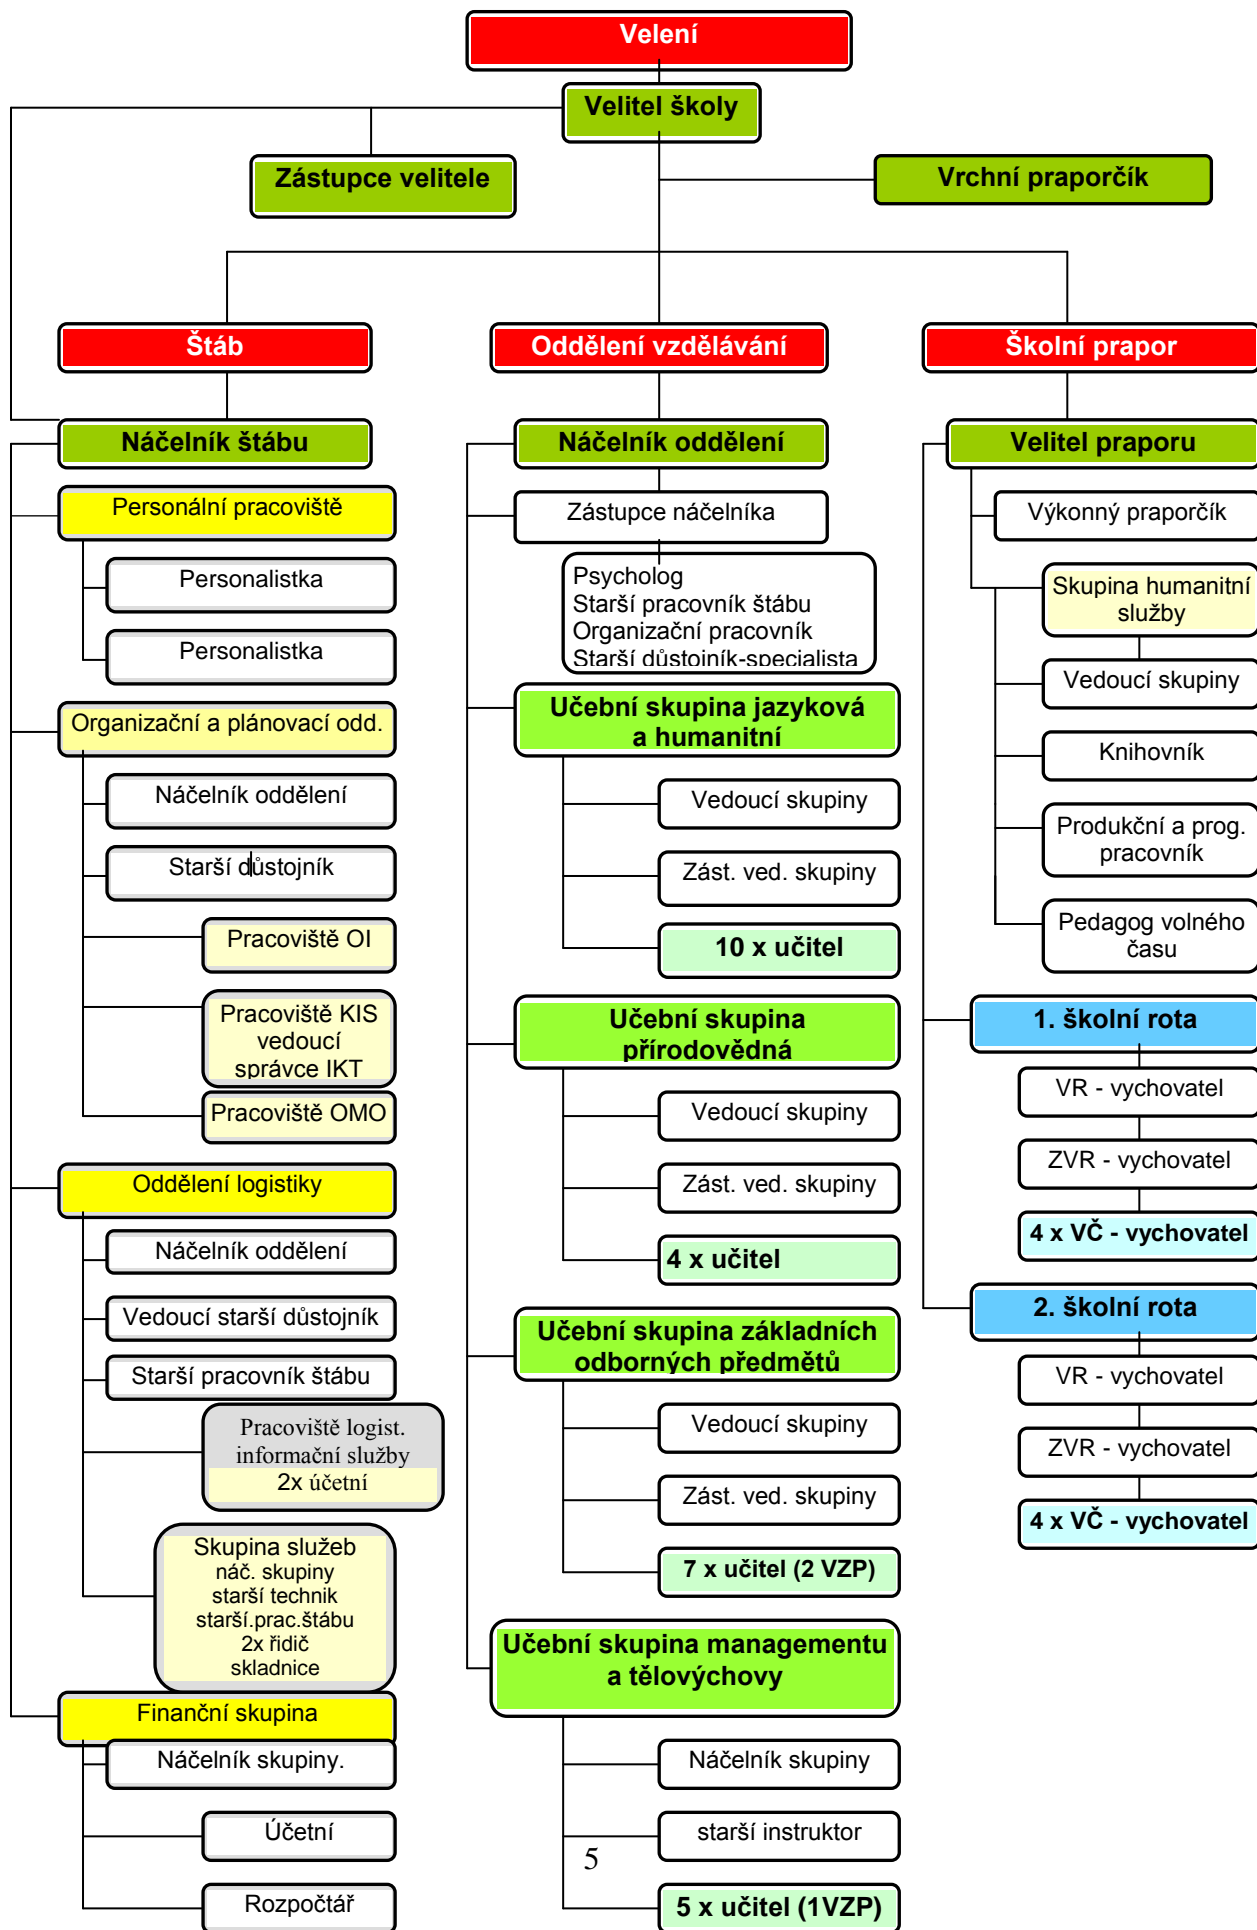 Velení
Velitel školy
Zástupce velitele
Vrchní praporčík
Štáb
Náčelník štábu
Personální pracoviště
Personalistka
Personalistka
Organizační a plánovací odd.
Náčelník oddělení
Starší důstojník
Pracoviště OI
Pracoviště KIS
vedoucí
správce IKT
Pracoviště OMO
Oddělení logistiky
Náčelník oddělení
Vedoucí starší důstojník
Starší pracovník štábu
Pracoviště logist.
informační služby
2x účetní
Skupina služeb
náč. skupiny
starší technik
starší.prac.štábu
2x řidič
skladnice
Finanční skupina
Náčelník skupiny.
Účetní
Rozpočtář
Oddělení vzdělávání
Náčelník oddělení
Zástupce náčelníka
Psycholog
Starší pracovník štábu
Organizační pracovník
Starší důstojník-specialista
Učební skupina jazyková
a humanitní
Vedoucí skupiny
Zást. ved. skupiny
10 x učitel
Učební skupina
přírodovědná
Vedoucí skupiny
Zást. ved. skupiny
4 x učitel
Učební skupina základních
odborných předmětů
Vedoucí skupiny
Zást. ved. skupiny
7 x učitel (2 VZP)
Učební skupina managementu
a tělovýchovy
Náčelník skupiny
starší instruktor
5 x učitel (1VZP)
Školní prapor
Velitel praporu
Výkonný praporčík
Skupina humanitní
služby
Vedoucí skupiny
Knihovník
Produkční a prog.
pracovník
Pedagog volného
času
1. školní rota
VR - vychovatel
ZVR - vychovatel
4 x VČ - vychovatel
2. školní rota
VR - vychovatel
ZVR - vychovatel
4 x VČ - vychovatel
5